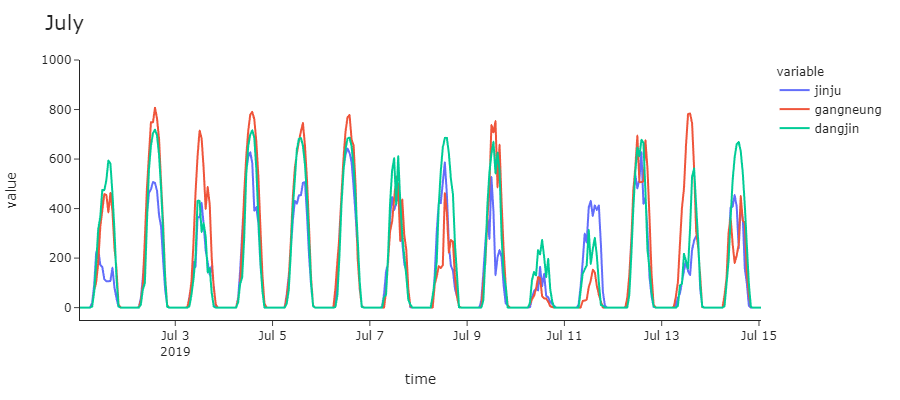 July
variable
jinju
gangneung
dangjin
value
1000
800
600
400
200
0
Jul 3
2019
Jul 5
Jul 7
Jul 9
Jul 11
Jul 13
Jul 15
time